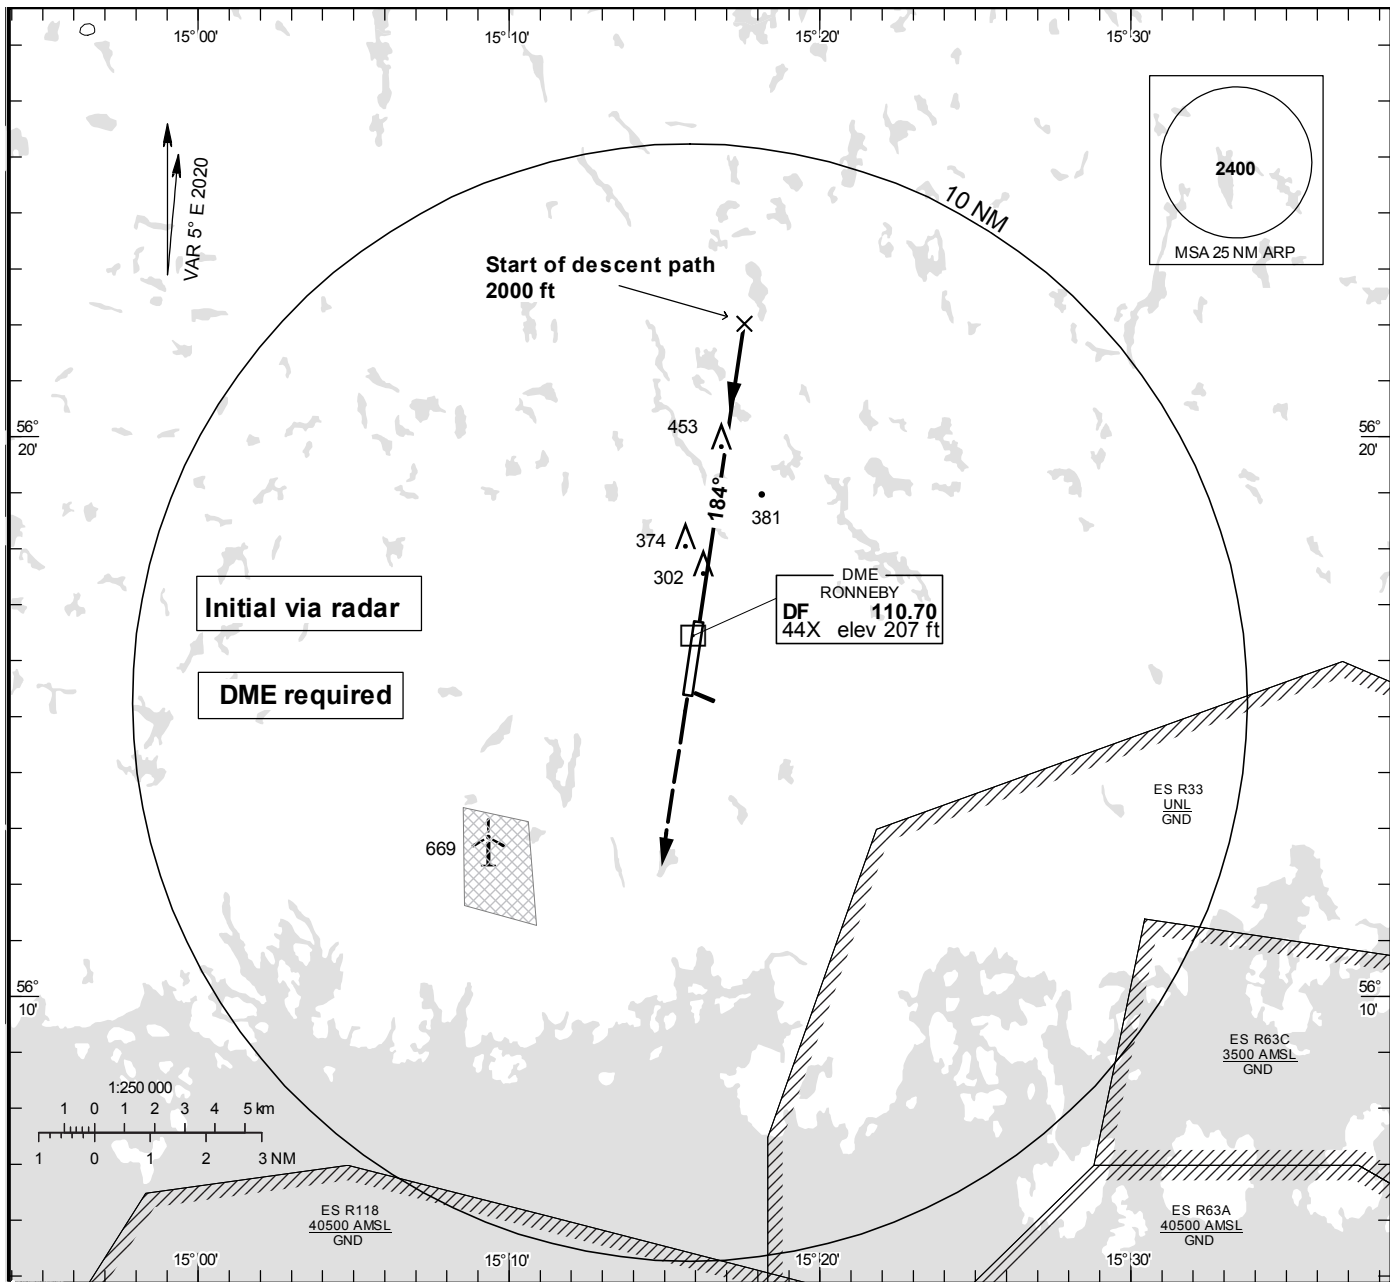 15°00'
15°10'
15°20'
15°30'
VAR 5° E 2020
10 NM
2400
MSA 25 NM ARP
Start of descent path
2000 ft
56°
20'
56°
20'
453
184°
381
374
302
DME
RONNEBY
DF 110.70
44X elev 207 ft
Initial via radar
DME required
ES R33
UNL
GND
669
56°
10'
56°
10'
ES R63C
3500 AMSL
GND
1:250 000
1 0 1 2 3 4 5 km
1 0 1 2 3 NM
ES R118
40500 AMSL
GND
ES R63A
40500 AMSL
GND
15°00'
15°10'
15°20'
15°30'